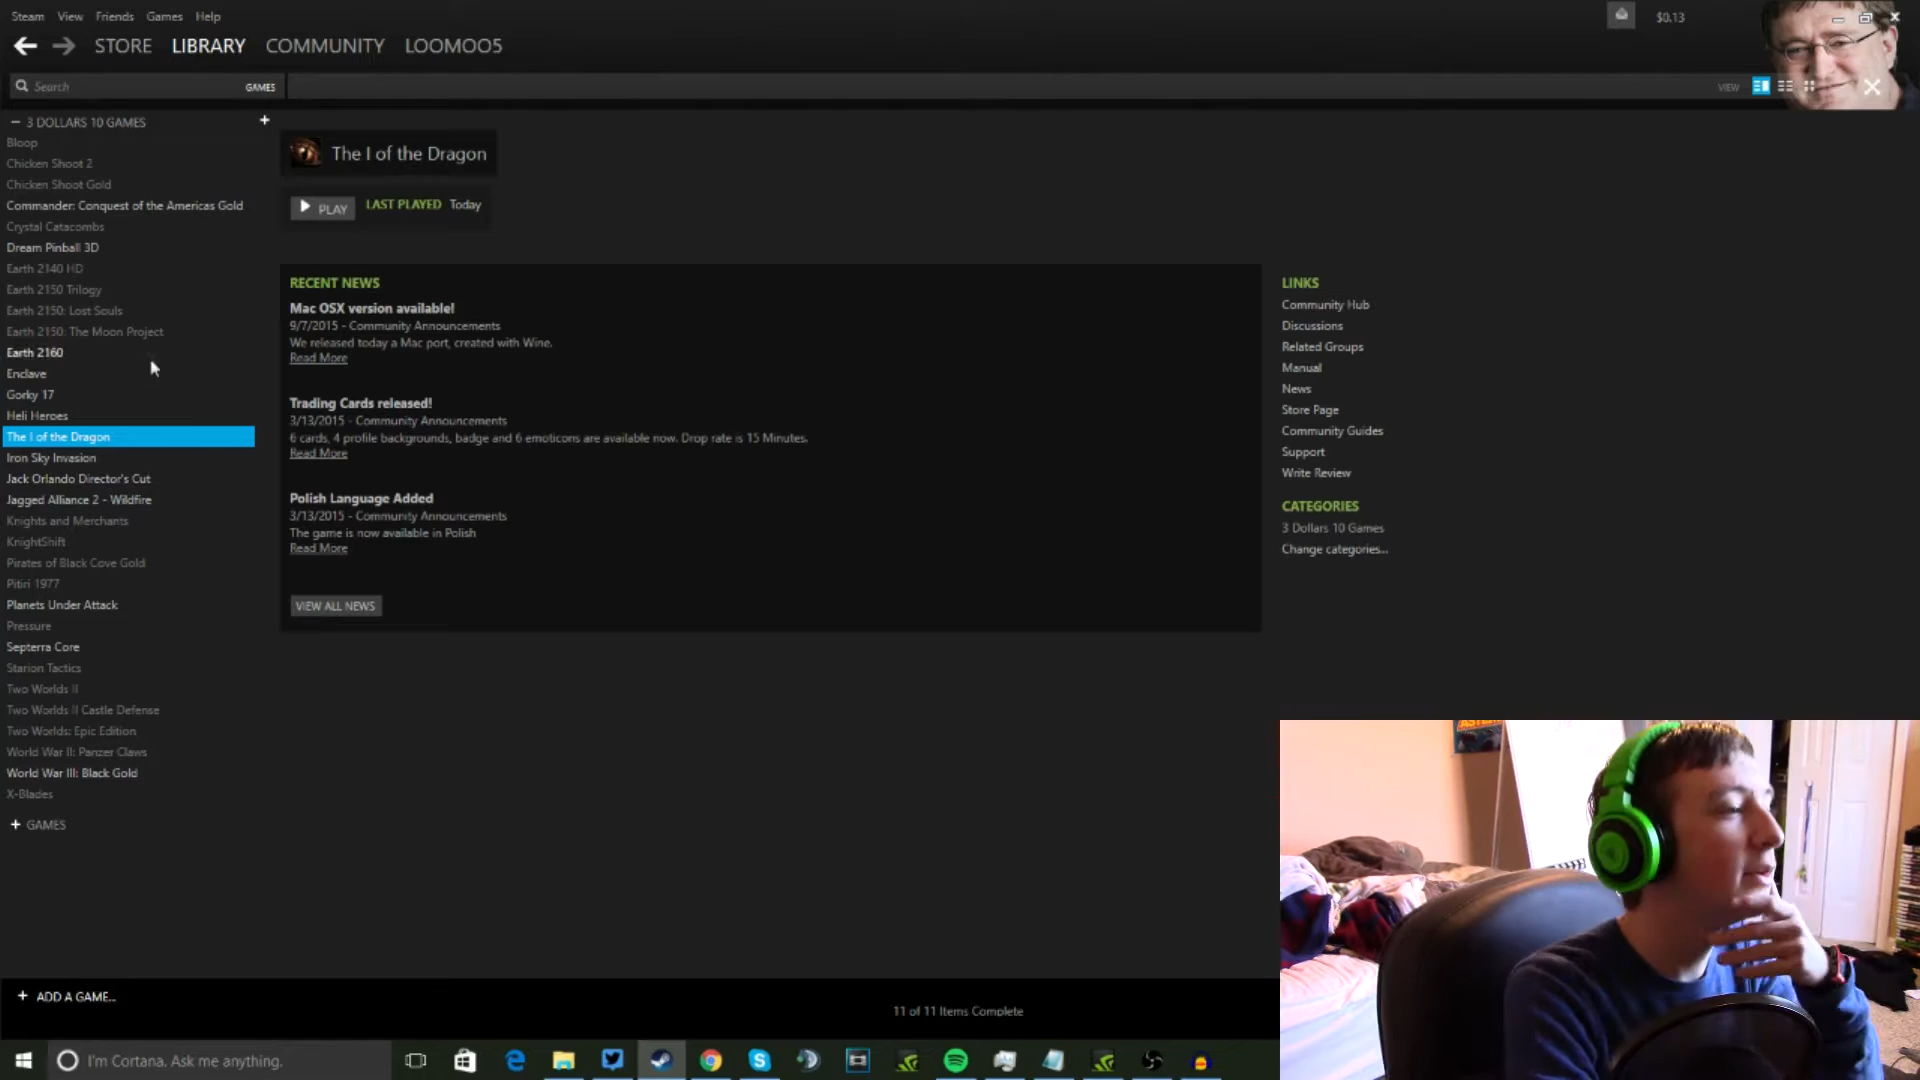 Steam View Friends Games Help
$0.13
STORE LIBRARY COMMUNITY LOOMOO5
Search GAMES
VIEW
− 3 DOLLARS 10 GAMES +
Bloop
Chicken Shoot 2
Chicken Shoot Gold
Commander: Conquest of the Americas Gold
Crystal Catacombs
Dream Pinball 3D
Earth 2140 HD
Earth 2150 Trilogy
Earth 2150: Lost Souls
Earth 2150: The Moon Project
Earth 2160
Enclave
Gorky 17
Heli Heroes
The I of the Dragon
Iron Sky Invasion
Jack Orlando Director's Cut
Jagged Alliance 2 - Wildfire
Knights and Merchants
KnightShift
Pirates of Black Cove Gold
Pitiri 1977
Planets Under Attack
Pressure
Septerra Core
Starion Tactics
Two Worlds II
Two Worlds II Castle Defense
Two Worlds: Epic Edition
World War II: Panzer Claws
World War III: Black Gold
X-Blades
+ GAMES
The I of the Dragon
PLAY LAST PLAYED Today
RECENT NEWS
Mac OSX version available!
9/7/2015 - Community Announcements
We released today a Mac port, created with Wine.
Read More
Trading Cards released!
3/13/2015 - Community Announcements
6 cards, 4 profile backgrounds, badge and 6 emoticons are available now. Drop rate is 15 Minutes.
Read More
Polish Language Added
3/13/2015 - Community Announcements
The game is now available in Polish
Read More
VIEW ALL NEWS
LINKS
Community Hub
Discussions
Related Groups
Manual
News
Store Page
Community Guides
Support
Write Review
CATEGORIES
3 Dollars 10 Games
Change categories...
+ ADD A GAME...
11 of 11 Items Complete
I'm Cortana. Ask me anything.